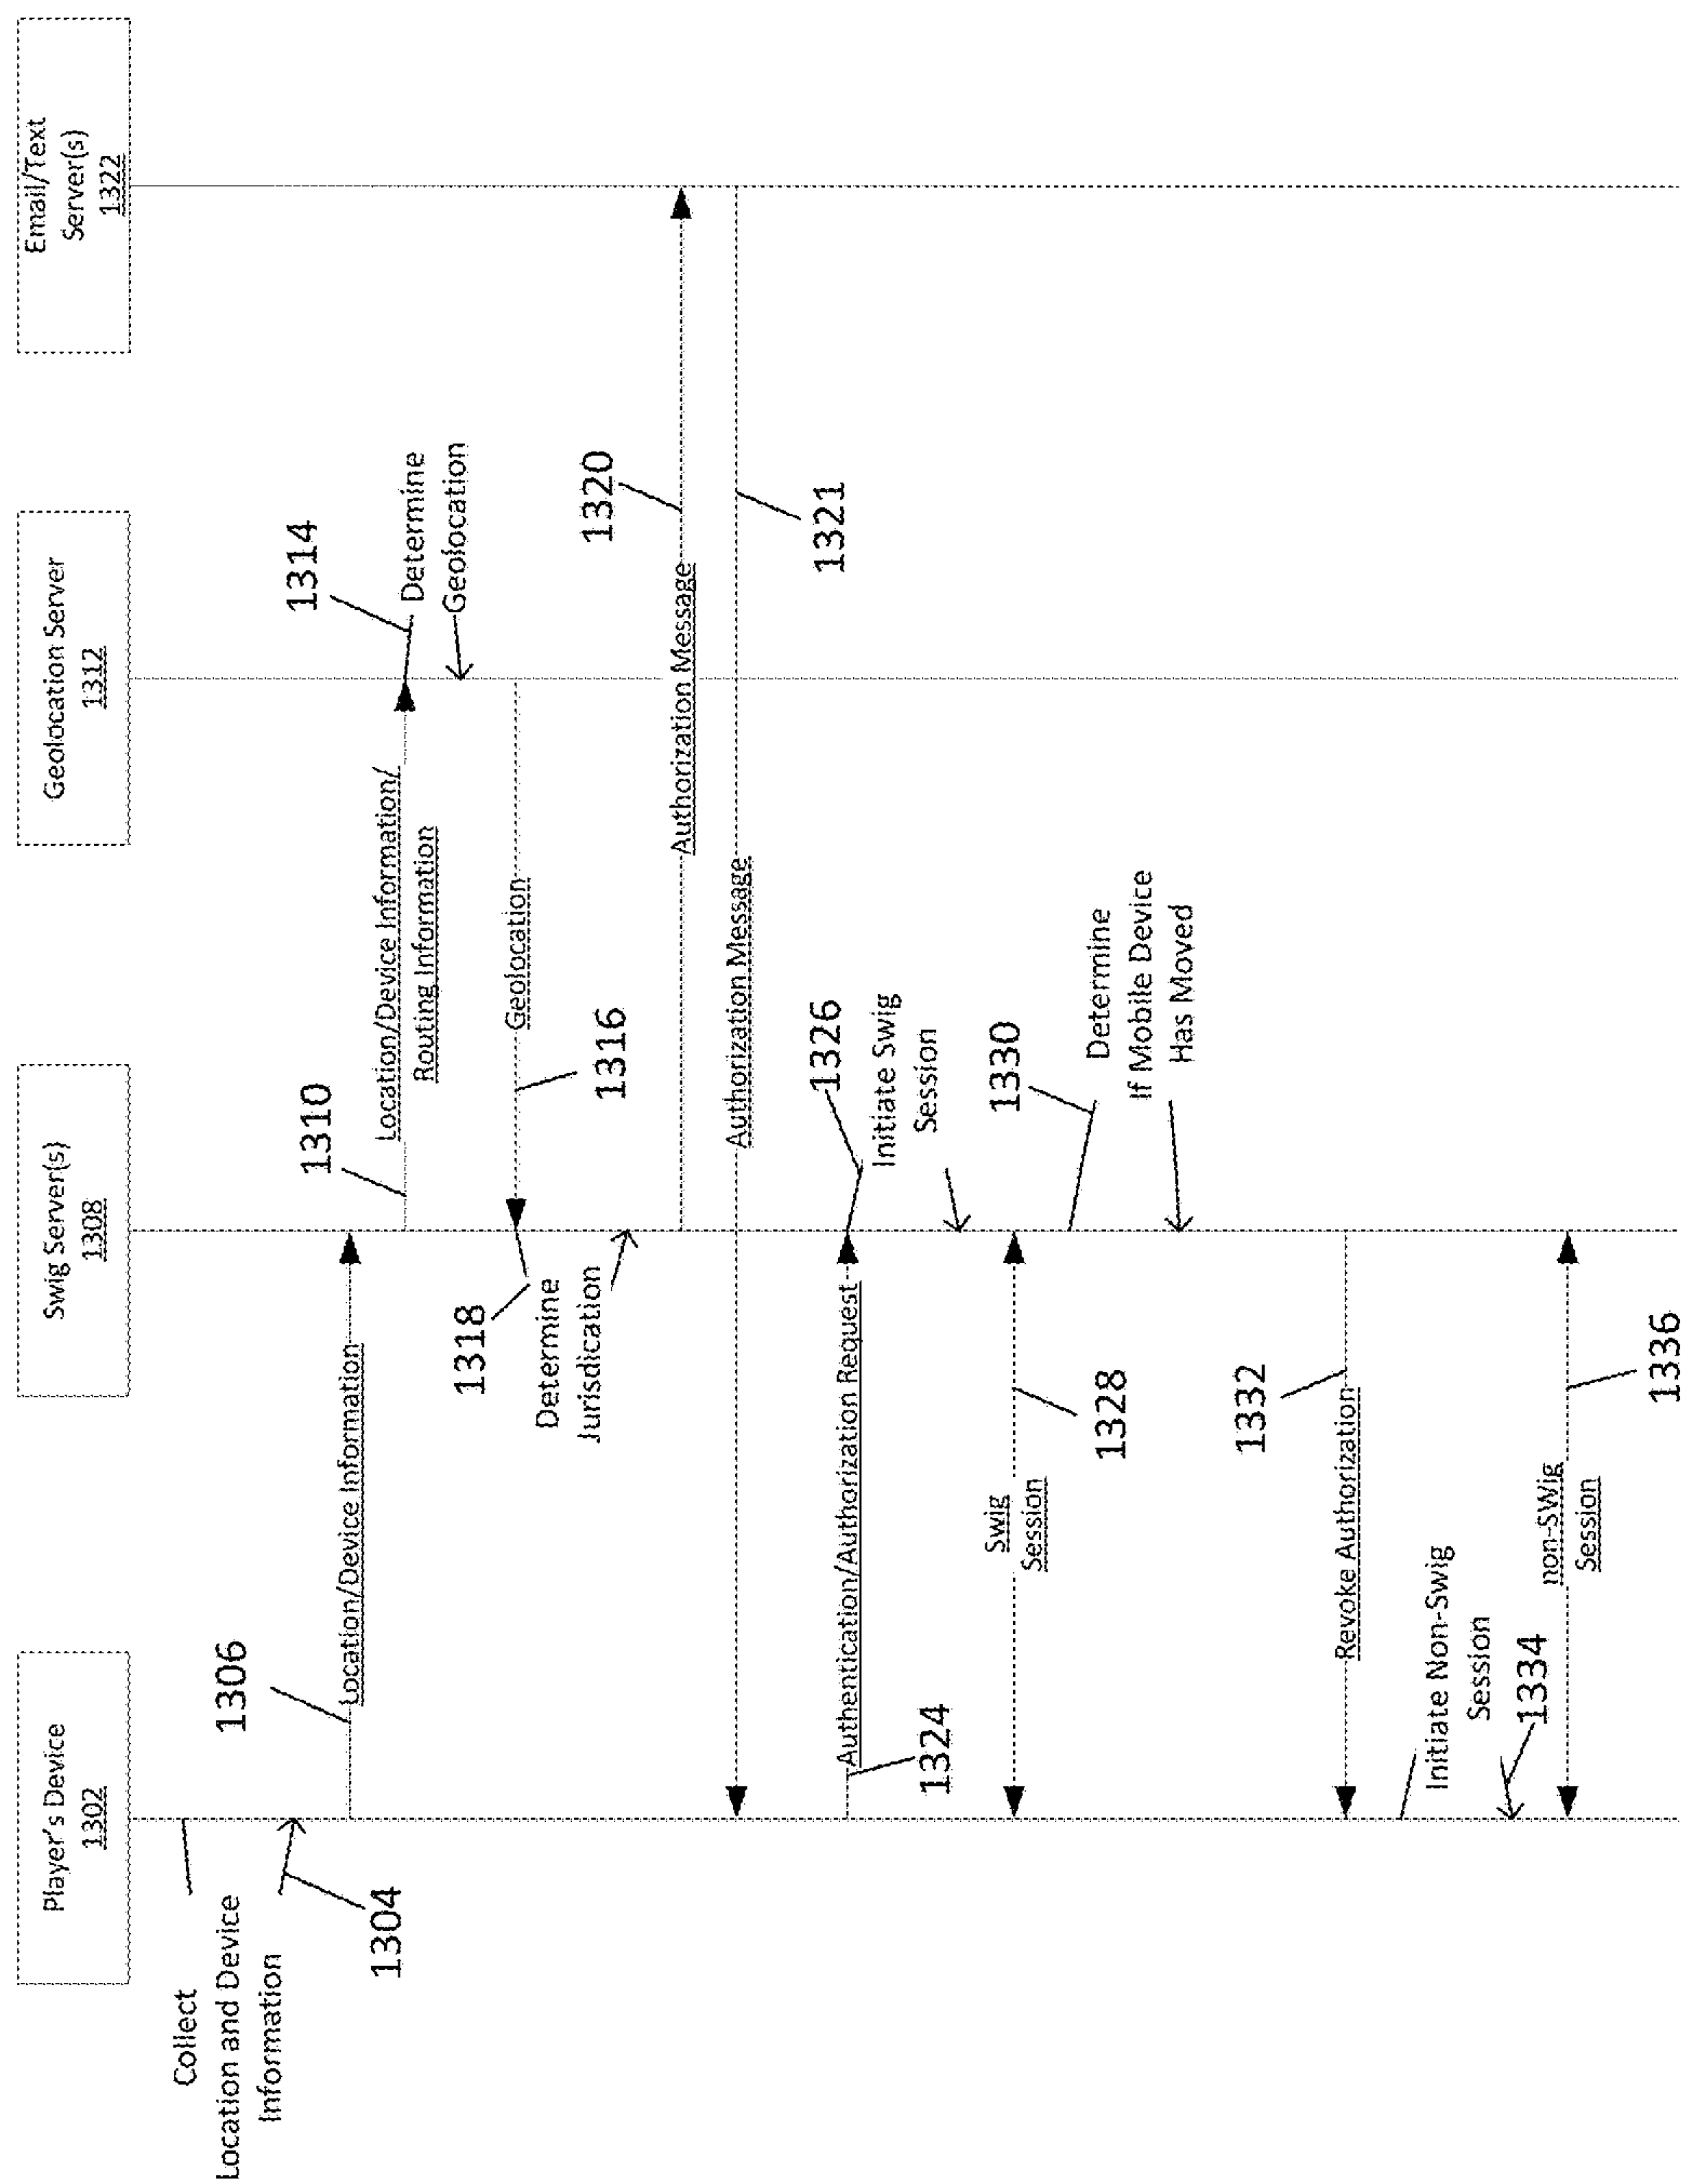 Player's Device
1302
Swig Server(s)
1308
Geolocation Server
1312
Email/Text
Server(s)
1322
Collect
Location and Device
Information
1304
1306
Location/Device Information
1310
Location/Device Information/
Routing Information
1314
Determine
Geolocation
Geolocation
1316
1318
Determine
Jurisdication
1320
Authorization Message
Authorization Message
1321
Authentication/Authorization Request
1324
1326
Initiate Swig
Session
Swig
Session
1328
1330
Determine
If Mobile Device
Has Moved
Revoke Authorization
1332
Initiate Non-Swig
Session
1334
non-SWig
Session
1336